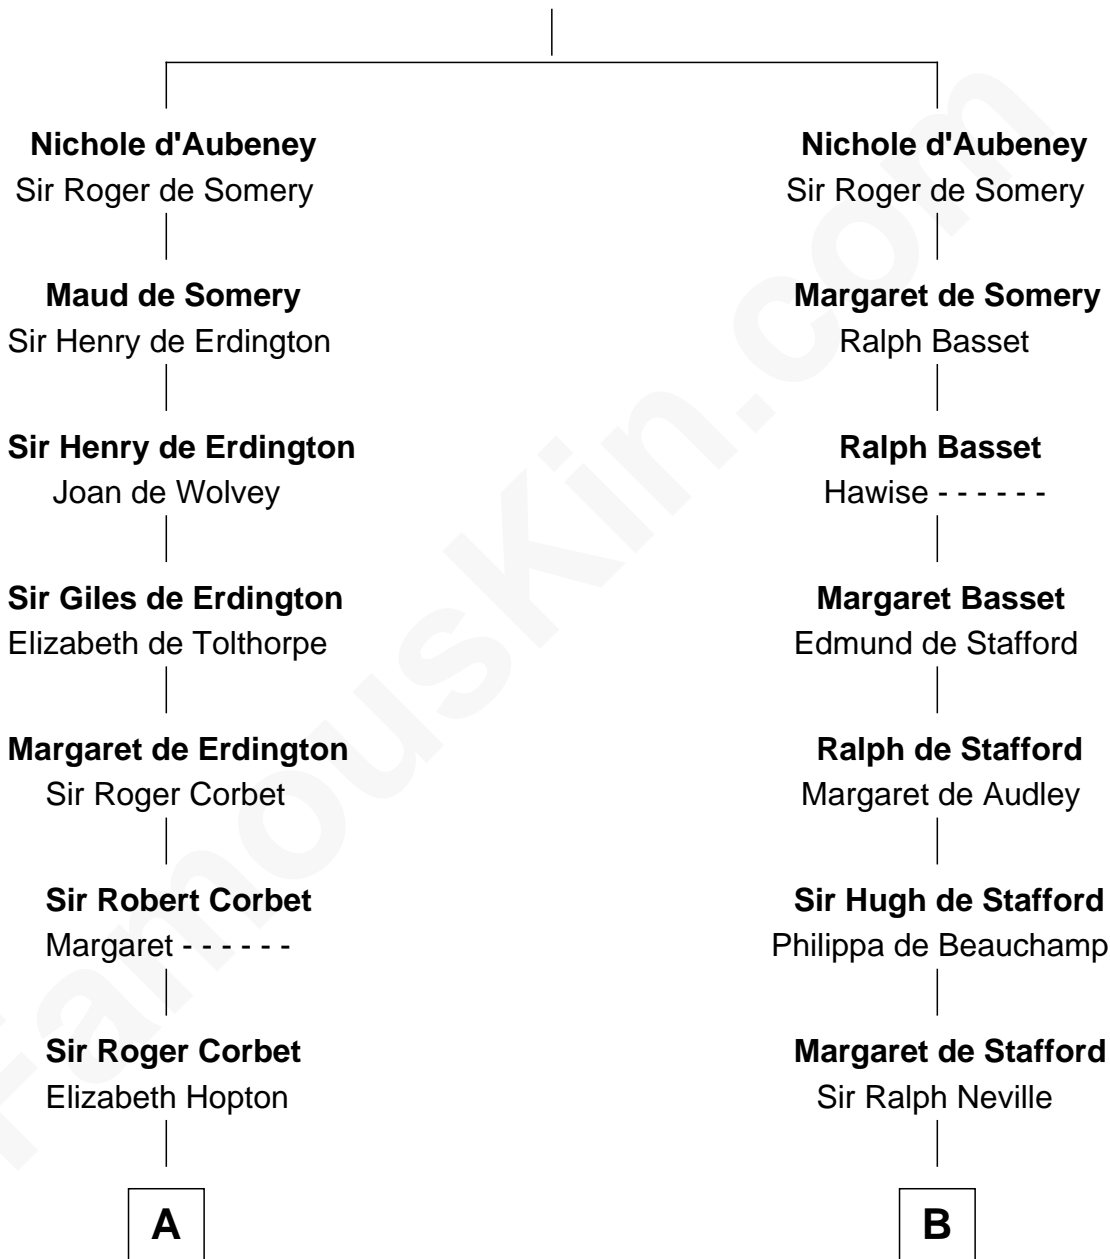 Nichole d'Aubeney
Sir Roger de Somery
Maud de Somery
Sir Henry de Erdington
Sir Henry de Erdington
Joan de Wolvey
Sir Giles de Erdington
Elizabeth de Tolthorpe
Margaret de Erdington
Sir Roger Corbet
Sir Robert Corbet
Margaret - - - - - -
Sir Roger Corbet
Elizabeth Hopton
A
Nichole d'Aubeney
Sir Roger de Somery
Margaret de Somery
Ralph Basset
Ralph Basset
Hawise - - - - - -
Margaret Basset
Edmund de Stafford
Ralph de Stafford
Margaret de Audley
Sir Hugh de Stafford
Philippa de Beauchamp
Margaret de Stafford
Sir Ralph Neville
B
FamousKin.com